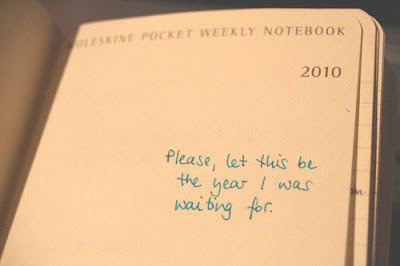 MOLESKINE POCKET WEEKLY NOTEBOOK
2010
Please, let this be
the year I was
waiting for.